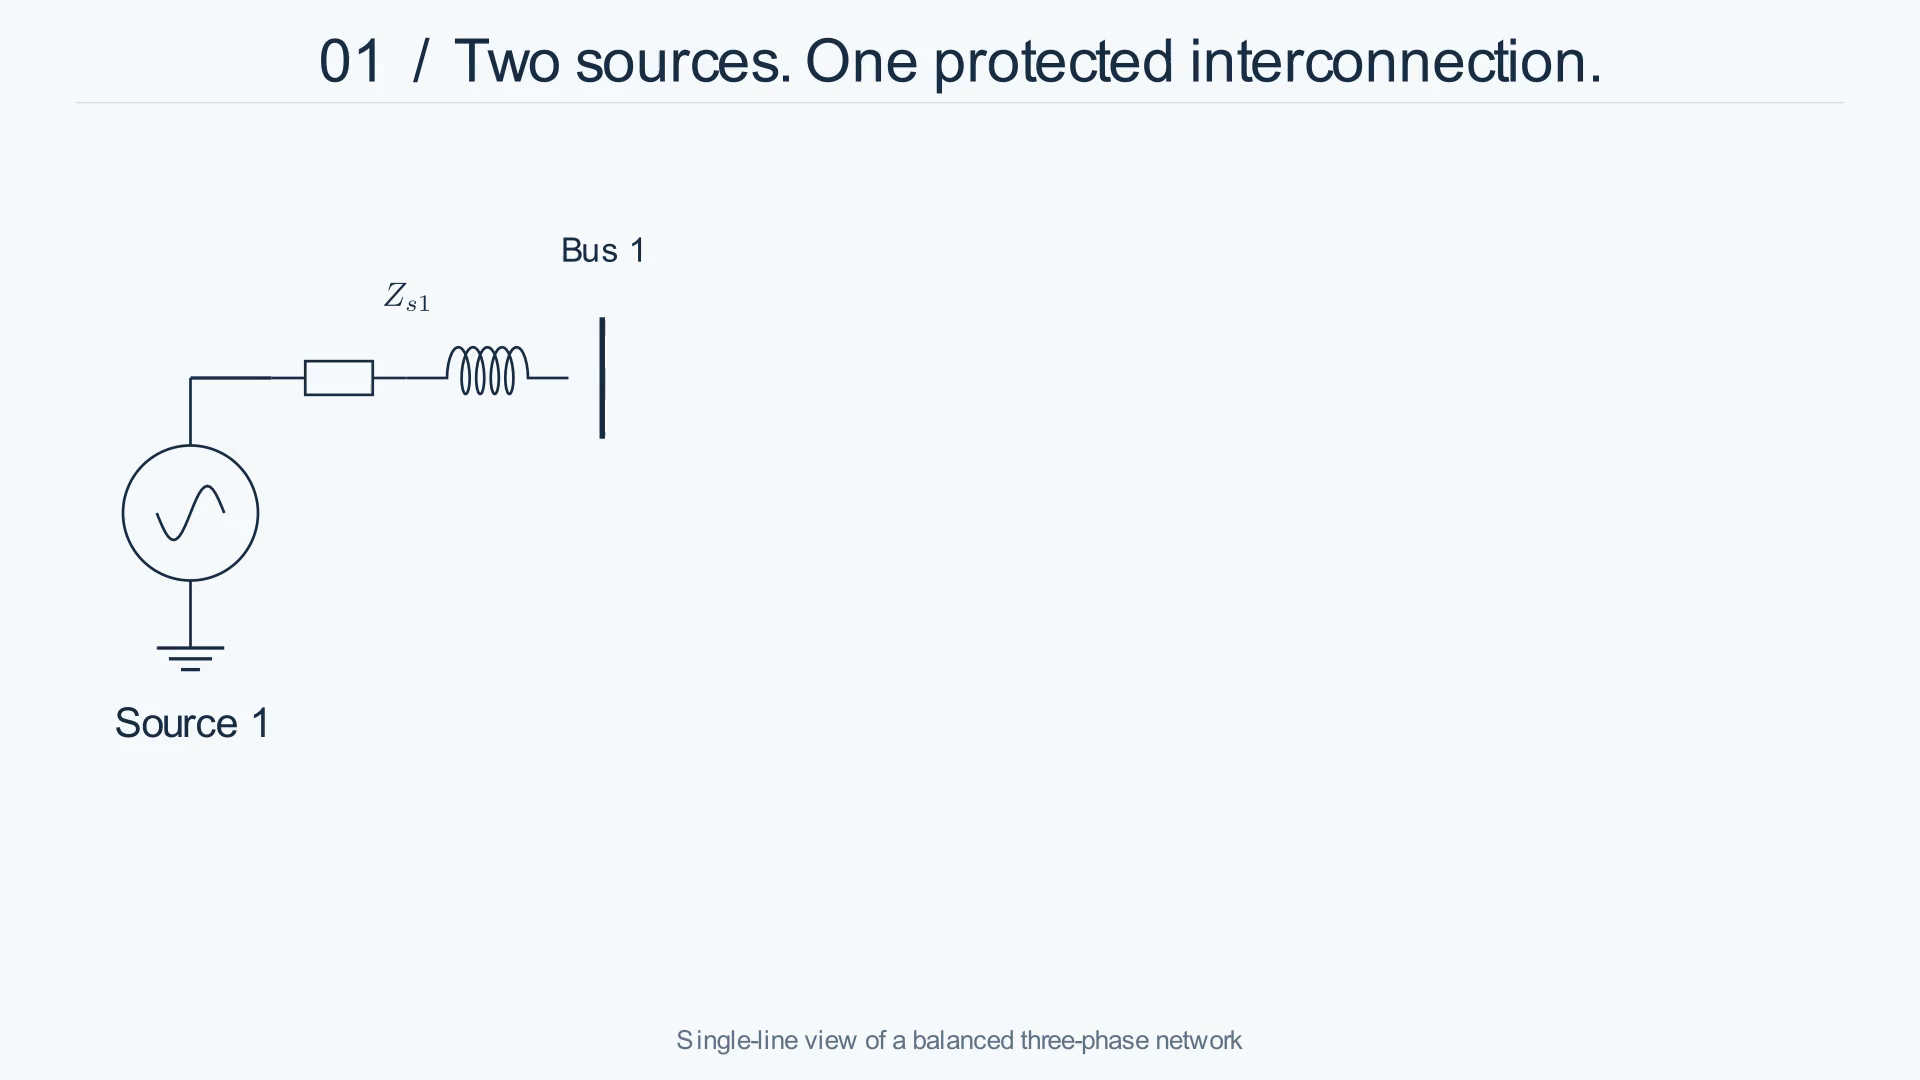 01 / Two sources. One protected interconnection.
Bus 1
Z_{s1}
Source 1
Single-line view of a balanced three-phase network